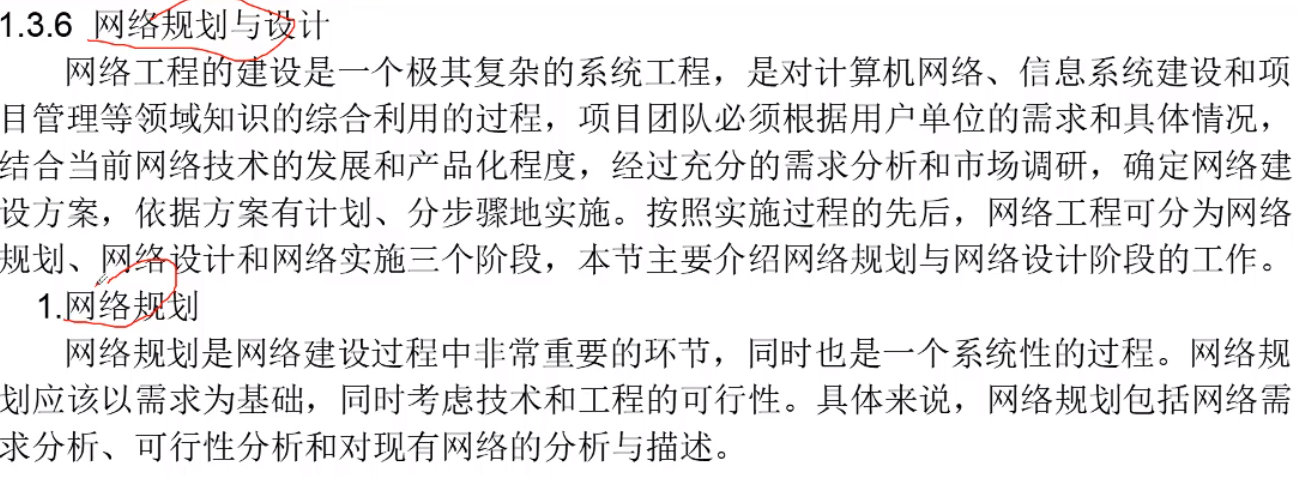 1.3.6 网络规划与设计
网络工程的建设是一个极其复杂的系统工程，是对计算机网络、信息系统建设和项
目管理等领域知识的综合利用的过程，项目团队必须根据用户单位的需求和具体情况，
结合当前网络技术的发展和产品化程度，经过充分的需求分析和市场调研，确定网络建
设方案，依据方案有计划、分步骤地实施。按照实施过程的先后，网络工程可分为网络
规划、网络设计和网络实施三个阶段，本节主要介绍网络规划与网络设计阶段的工作。
1.网络规划
网络规划是网络建设过程中非常重要的环节，同时也是一个系统性的过程。网络规
划应该以需求为基础，同时考虑技术和工程的可行性。具体来说，网络规划包括网络需
求分析、可行性分析和对现有网络的分析与描述。